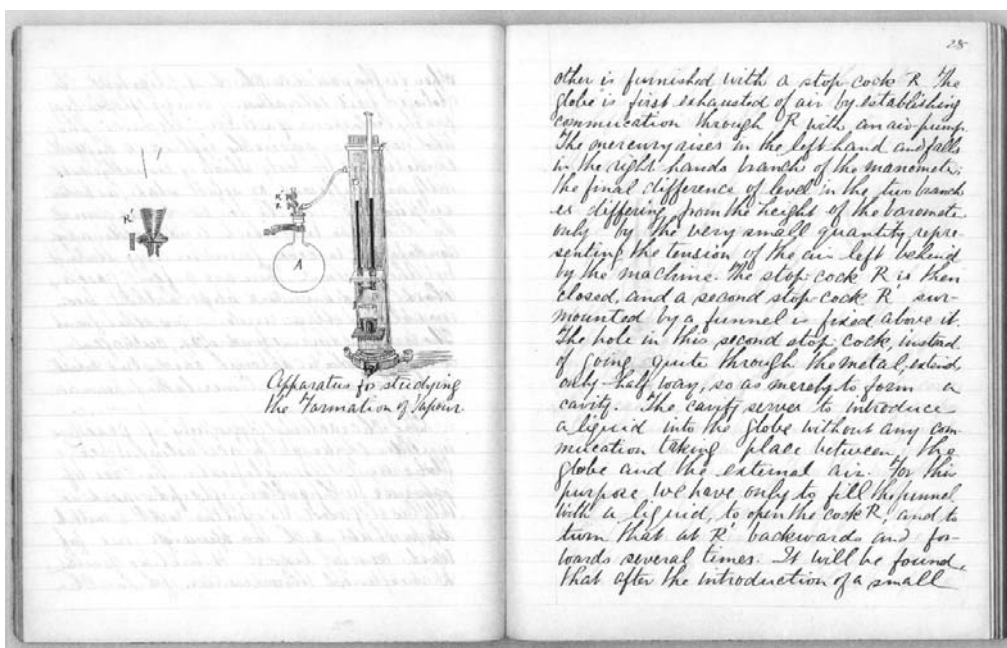 R'
R'
R
A
Apparatus for studying
the Formation of Vapour
other is furnished with a stop-cock R. The
globe is first exhausted of air by establishing
commucation through R with an air-pump.
The mercury rises in the left hand and falls
in the right hands branch of the manometer;
the final difference of level in the two branch
es differing from the height of the barometer
only by the very small quantity repre-
senting the tension of the air left behind
by the machine. The stop-cock R is then
closed, and a second stop-cock R' sur-
mounted by a funnel is fixed above it.
The hole in this second stop cock, instead
of going quite through the metal, extends
only half way, so as merely to form a
cavity. The cavity serves to introduce
a liquid into the globe without any com-
mucation taking place between the
globe and the external air. For this
purpose we have only to fill the funnel
with a liquid, to open the cock R, and to
turn that at R' backwards and for-
wards several times. It will be found,
that after the introduction of a small